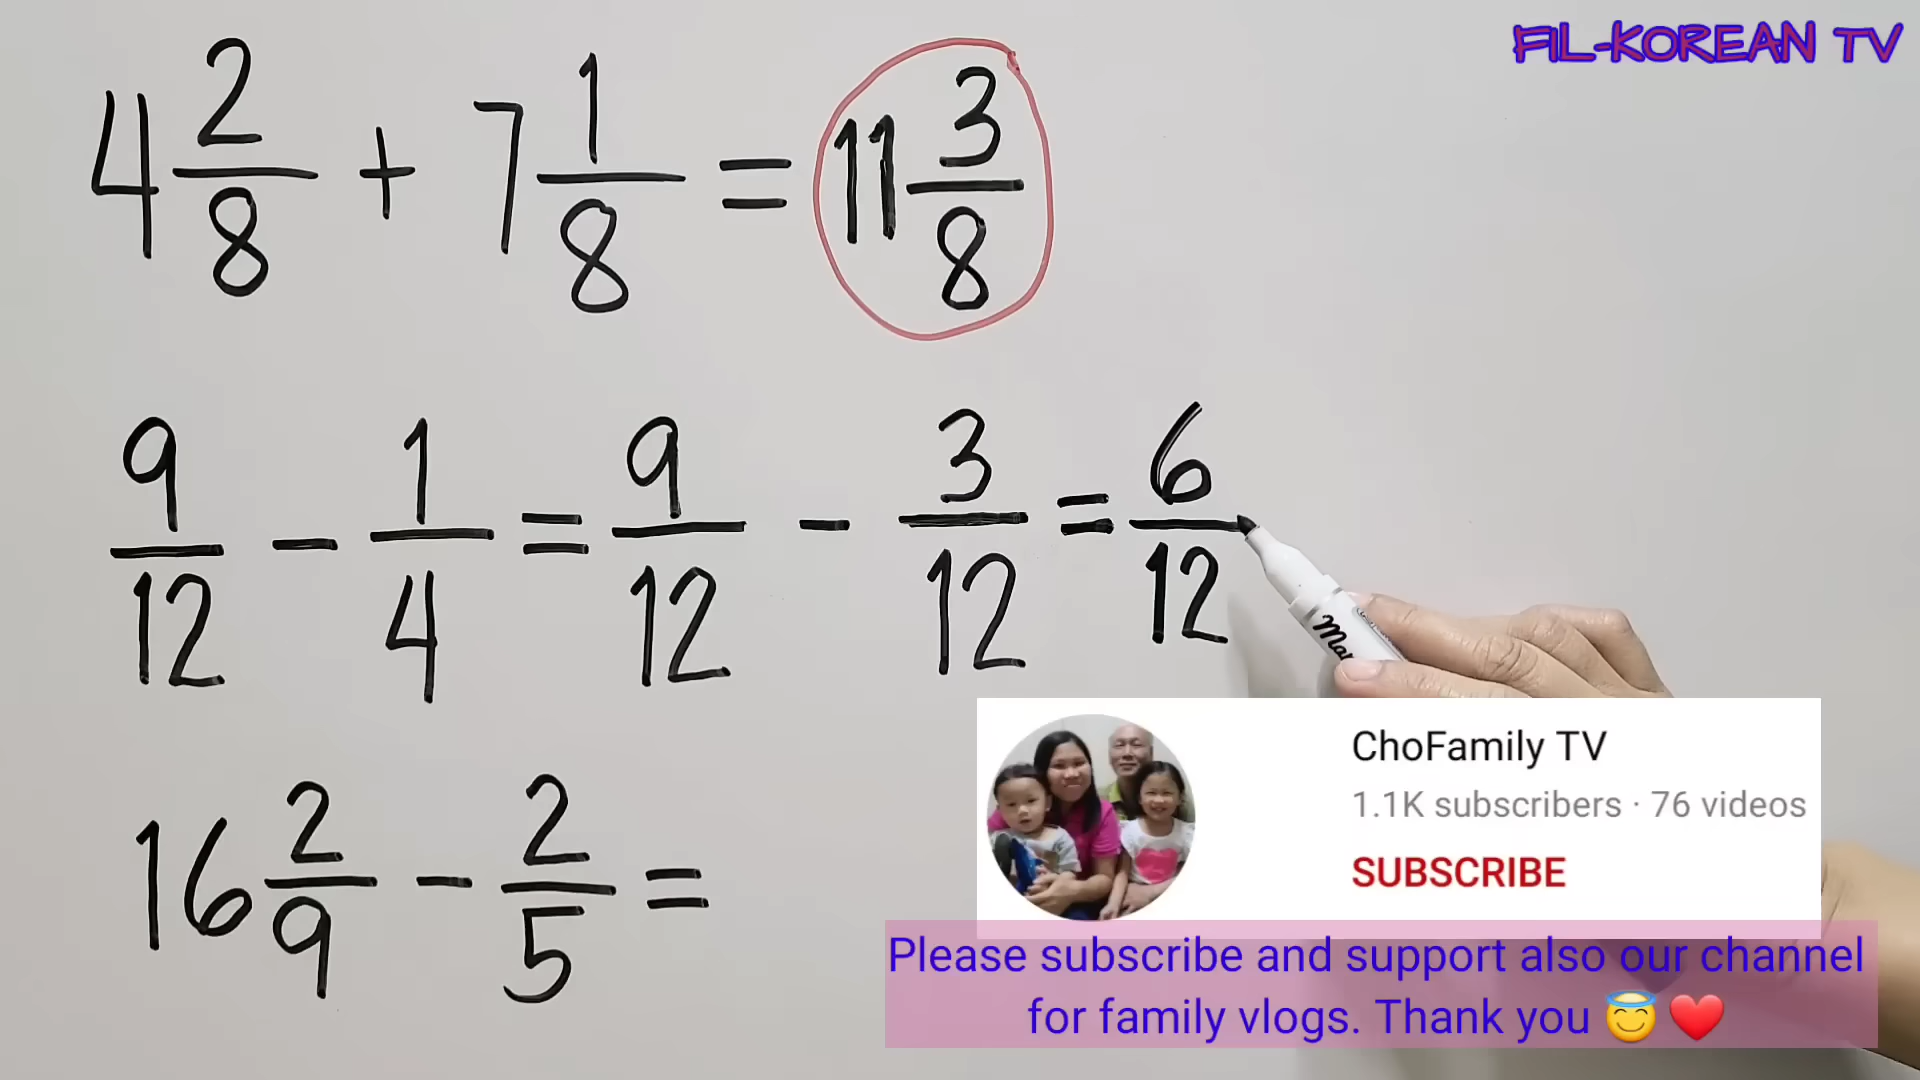 FIL-KOREAN TV
4 2/8 + 7 1/8 = 11 3/8
9/12 - 1/4 = 9/12 - 3/12 = 6/12
Mar
16 2/9 - 2/5 =
ChoFamily TV
1.1K subscribers · 76 videos
SUBSCRIBE
Please subscribe and support also our channel
for family vlogs. Thank you 😇 ❤️